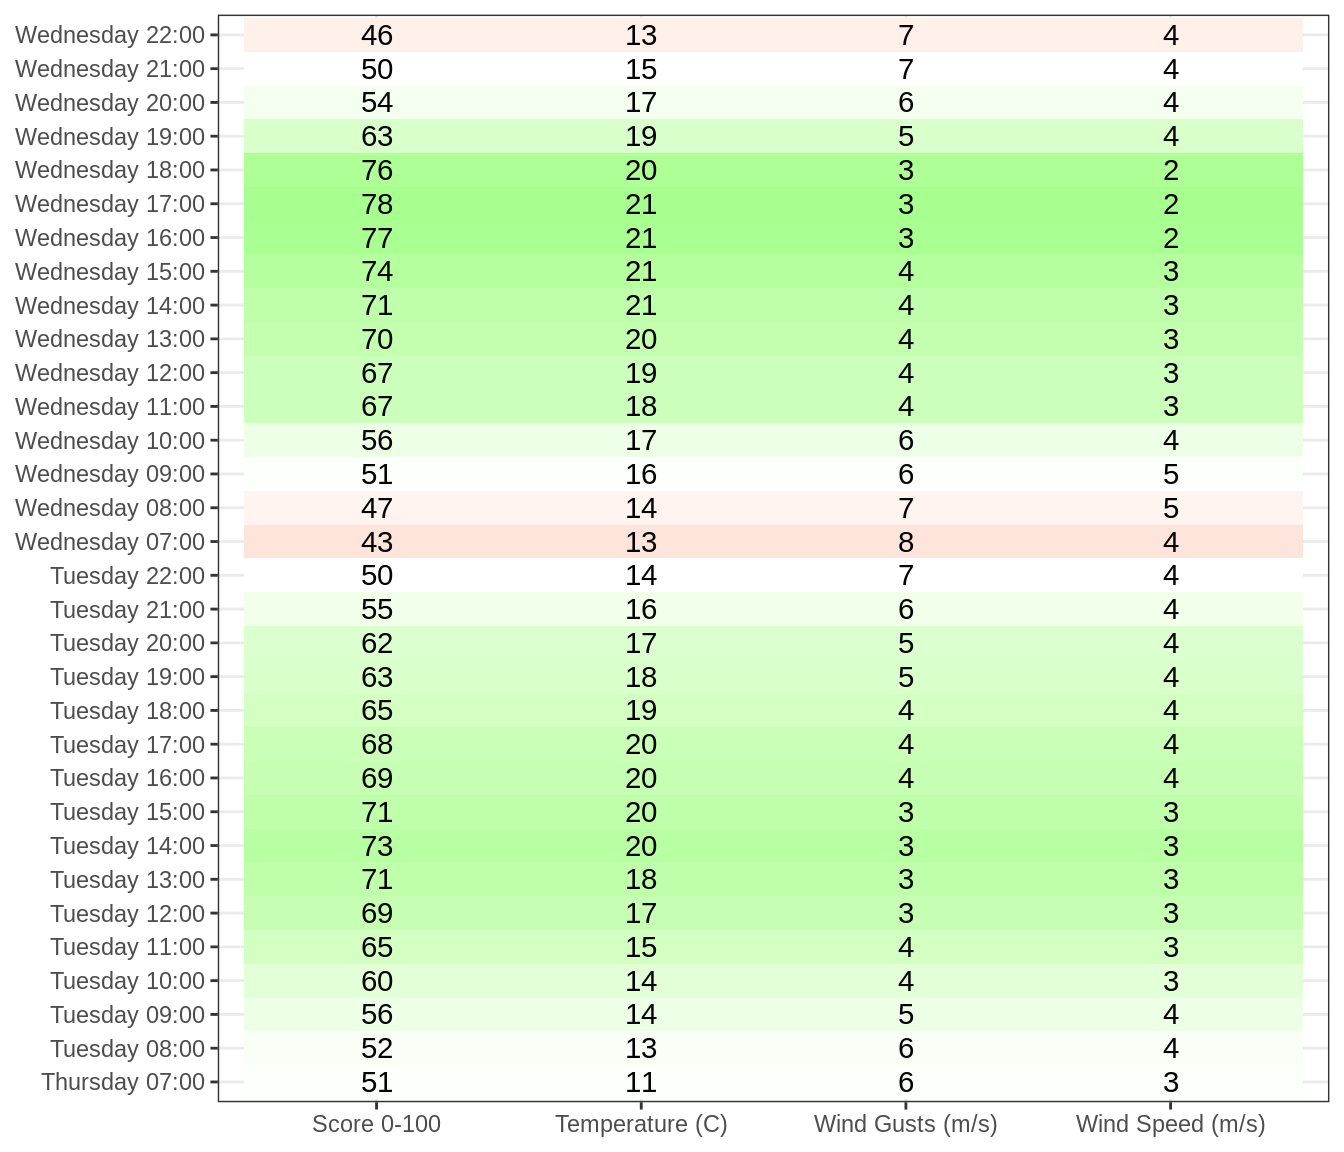 Wednesday 22:00 46 13 7 4
Wednesday 21:00 50 15 7 4
Wednesday 20:00 54 17 6 4
Wednesday 19:00 63 19 5 4
Wednesday 18:00 76 20 3 2
Wednesday 17:00 78 21 3 2
Wednesday 16:00 77 21 3 2
Wednesday 15:00 74 21 4 3
Wednesday 14:00 71 21 4 3
Wednesday 13:00 70 20 4 3
Wednesday 12:00 67 19 4 3
Wednesday 11:00 67 18 4 3
Wednesday 10:00 56 17 6 4
Wednesday 09:00 51 16 6 5
Wednesday 08:00 47 14 7 5
Wednesday 07:00 43 13 8 4
Tuesday 22:00 50 14 7 4
Tuesday 21:00 55 16 6 4
Tuesday 20:00 62 17 5 4
Tuesday 19:00 63 18 5 4
Tuesday 18:00 65 19 4 4
Tuesday 17:00 68 20 4 4
Tuesday 16:00 69 20 4 4
Tuesday 15:00 71 20 3 3
Tuesday 14:00 73 20 3 3
Tuesday 13:00 71 18 3 3
Tuesday 12:00 69 17 3 3
Tuesday 11:00 65 15 4 3
Tuesday 10:00 60 14 4 3
Tuesday 09:00 56 14 5 4
Tuesday 08:00 52 13 6 4
Thursday 07:00 51 11 6 3
Score 0-100 Temperature (C) Wind Gusts (m/s) Wind Speed (m/s)